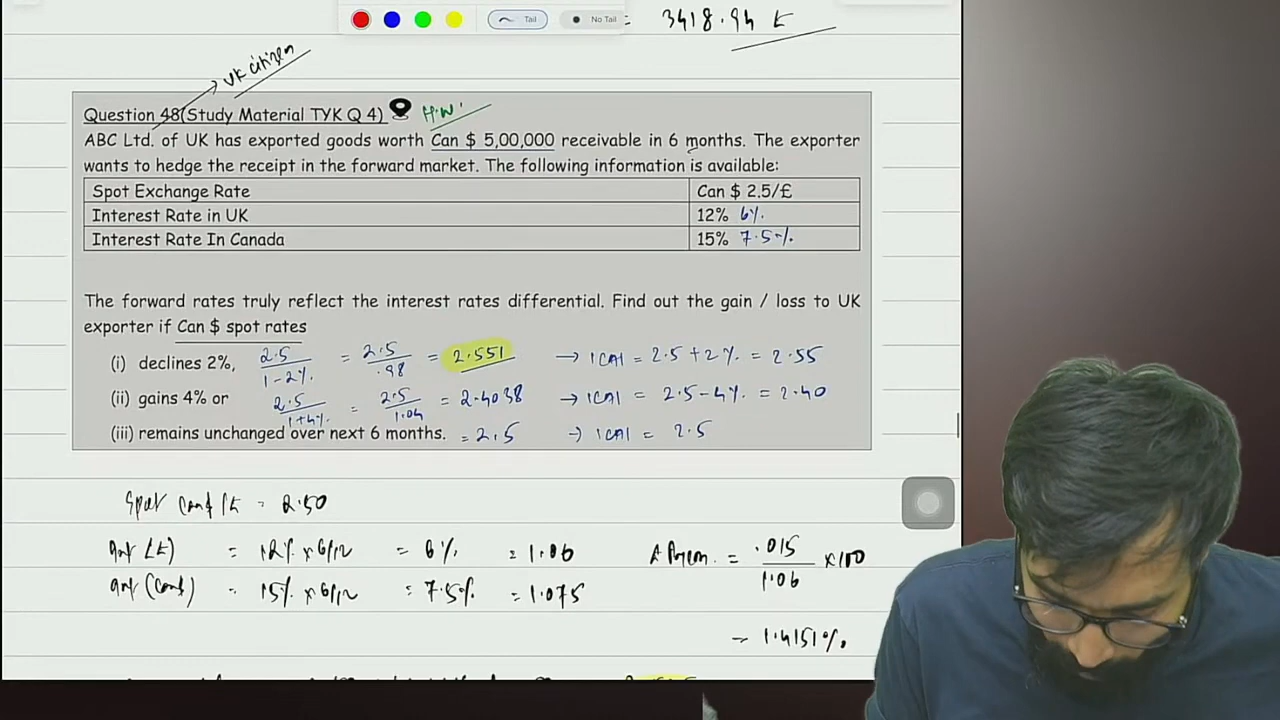 Tail No Tail
= 3418.94 £
UK citizen
Question 48(Study Material TYK Q 4) H.W.
ABC Ltd. of UK has exported goods worth Can $ 5,00,000 receivable in 6 months. The exporter
wants to hedge the receipt in the forward market. The following information is available:
Spot Exchange Rate Can $ 2.5/£
Interest Rate in UK 12% 6%
Interest Rate In Canada 15% 7.5%
The forward rates truly reflect the interest rates differential. Find out the gain / loss to UK
exporter if Can $ spot rates
(i) declines 2%, 2.5/1-2% = 2.5/.98 = 2.551 → ICAI = 2.5+2% = 2.55
(ii) gains 4% or 2.5/1+4% = 2.5/1.04 = 2.4038 → ICAI = 2.5-4% = 2.40
(iii) remains unchanged over next 6 months. = 2.5 → ICAI = 2.5
Spot Can$/£ = 2.50
Int (£) = 12% x 6/12 = 6% = 1.06 £ Prem. = .015/1.06 x100
Int (Can$) = 15% x 6/12 = 7.5% = 1.075
= 1.4151%